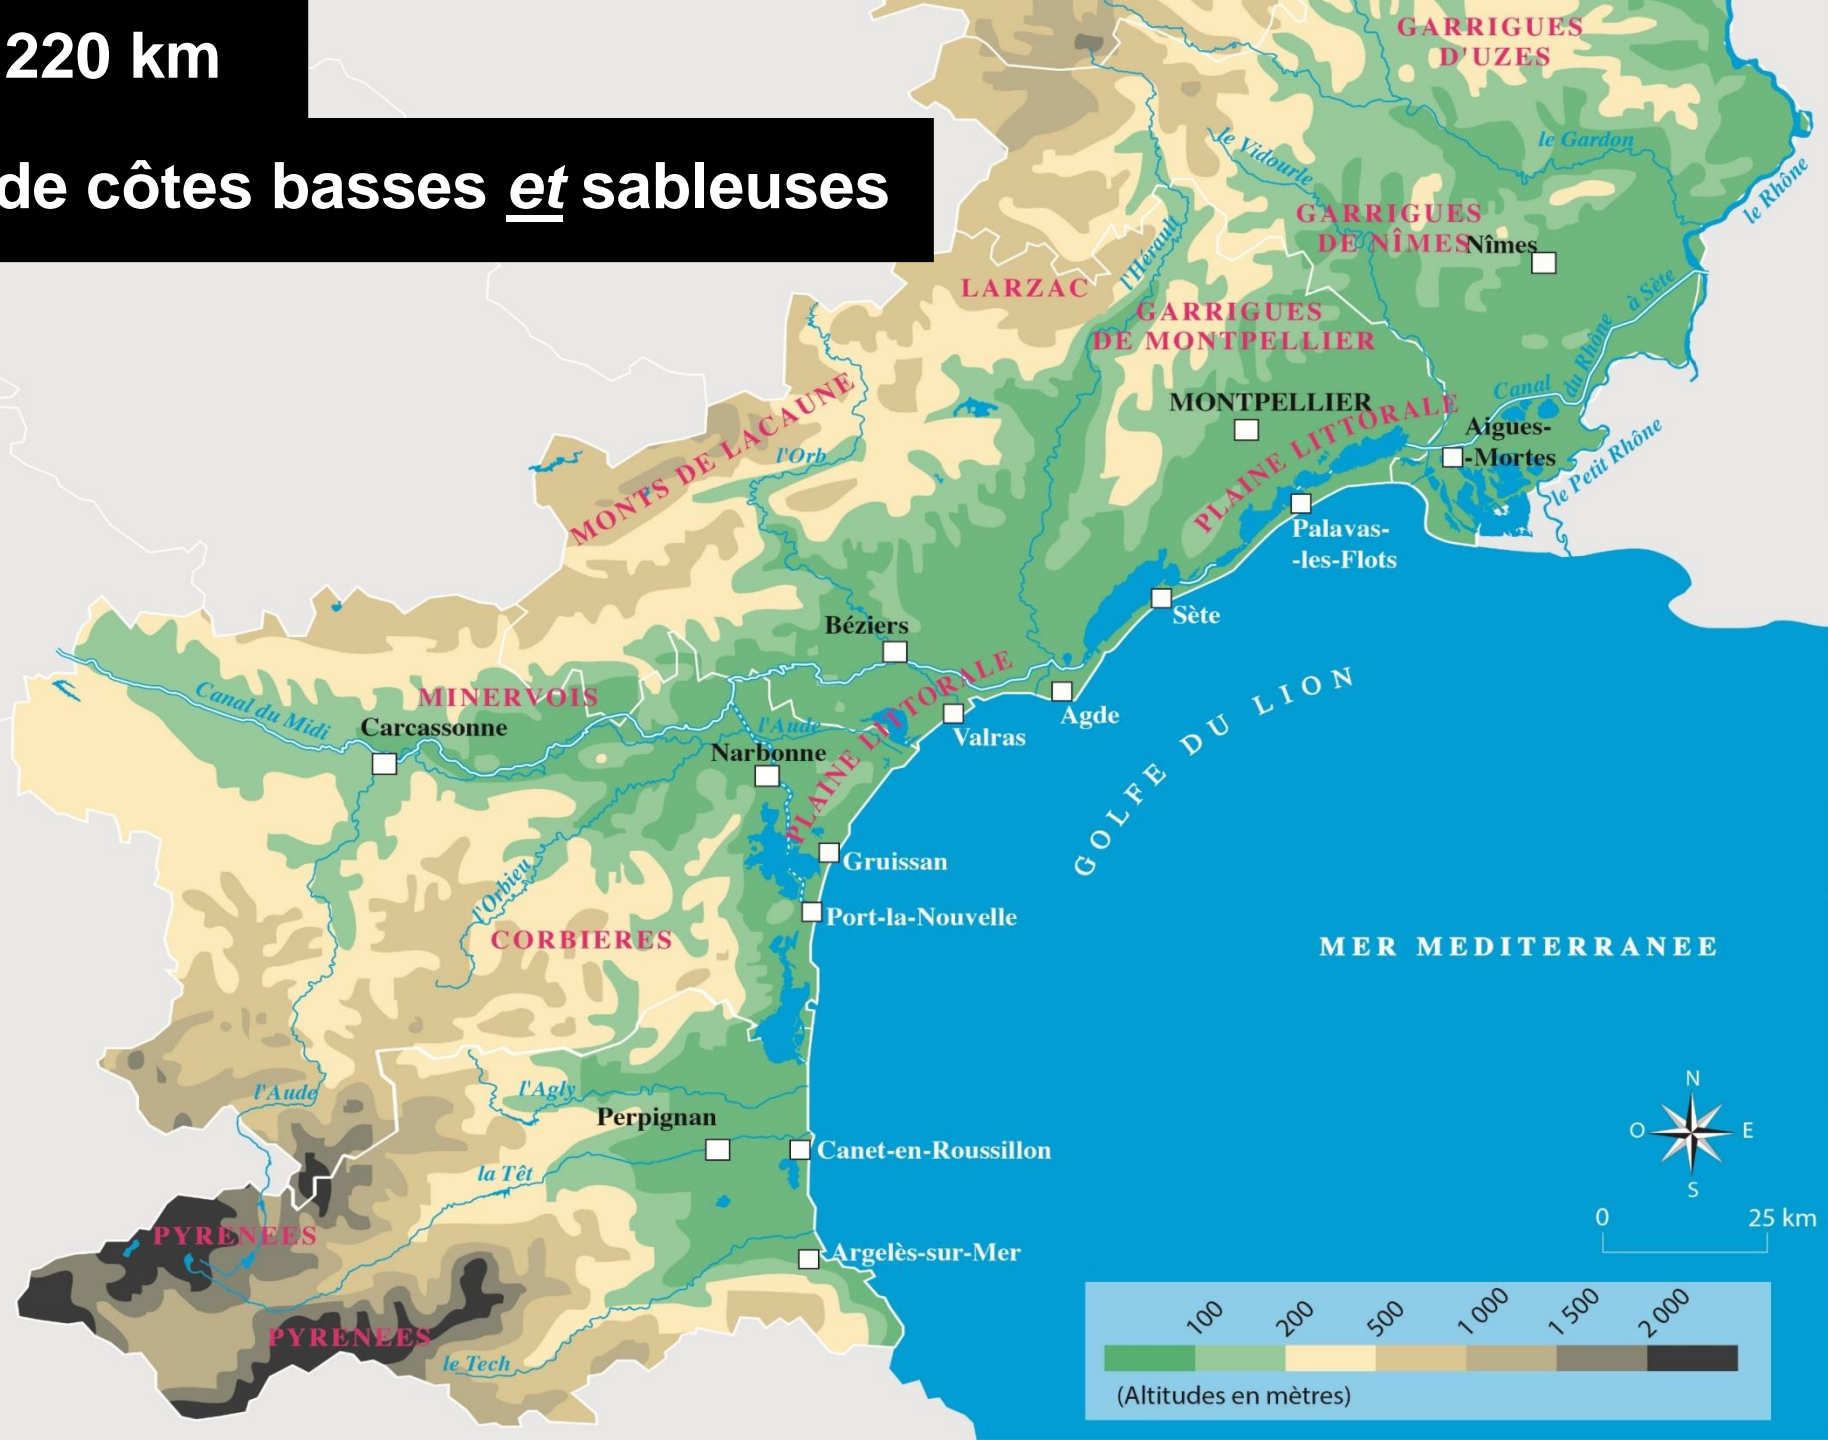 220 km
de côtes basses et sableuses
GARRIGUES
D'UZES
le Gardon
le Vidourle
le Rhône
GARRIGUES
DE NÎMES
Nîmes
l'Hérault
LARZAC
à Sète
GARRIGUES
DE MONTPELLIER
du Rhône
Canal
MONTS DE LACAUNE
MONTPELLIER
PLAINE LITTORALE
Aigues-
-Mortes
le Petit Rhône
l'Orb
Palavas-
-les-Flots
Sète
Béziers
PLAINE LITTORALE
MINERVOIS
Canal du Midi
Carcassonne
l'Aude
Narbonne
Agde
Valras
GOLFE DU LION
Gruissan
l'Orbieu
Port-la-Nouvelle
CORBIERES
MER MEDITERRANEE
l'Aude
l'Agly
Perpignan
Canet-en-Roussillon
la Têt
N
O
E
S
PYRENEES
0
25 km
Argelès-sur-Mer
PYRENEES
le Tech
100
200
500
1 000
1 500
2 000
(Altitudes en mètres)